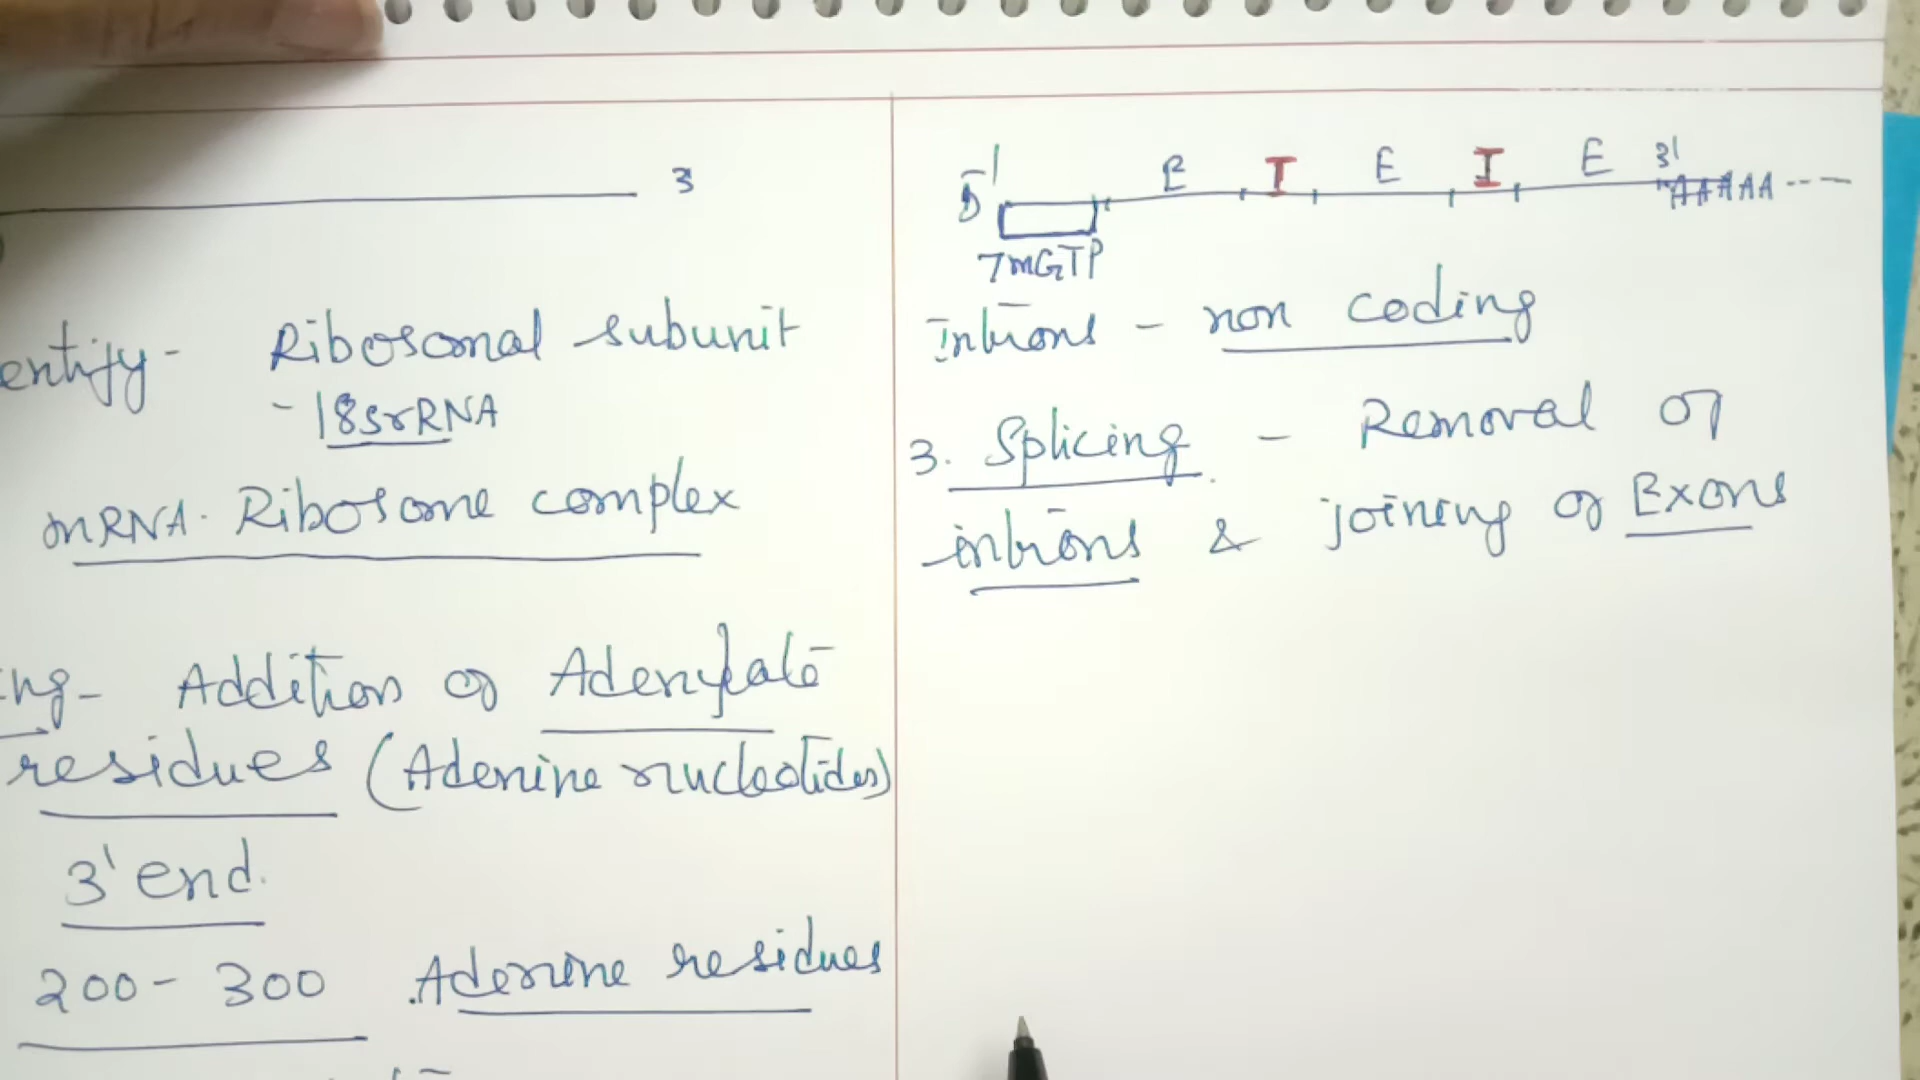 3
entify- Ribosomal subunit
- 18srRNA
mRNA. Ribosome complex
ing- Addition of Adenylate
residues (Adenine nucleotides)
3' end.
200- 300 Adenine residues
5' E I E I E 3' AAAAA ----
7mGTP
introns - non coding
3. Splicing - Removal of
introns & joining of Exons